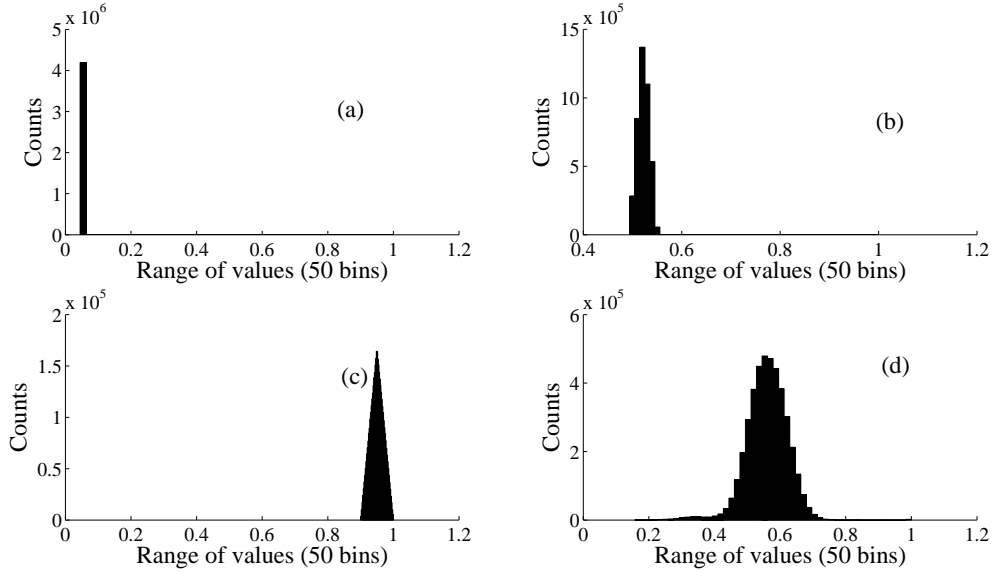 x 10^6
5
4
3
2
1
0
Counts
(a)
0 0.2 0.4 0.6 0.8 1 1.2
Range of values (50 bins)
x 10^5
15
10
5
0
Counts
(b)
0.4 0.6 0.8 1 1.2
Range of values (50 bins)
x 10^5
2
1.5
1
0.5
0
Counts
(c)
0 0.2 0.4 0.6 0.8 1 1.2
Range of values (50 bins)
x 10^5
6
4
2
0
Counts
(d)
0 0.2 0.4 0.6 0.8 1 1.2
Range of values (50 bins)